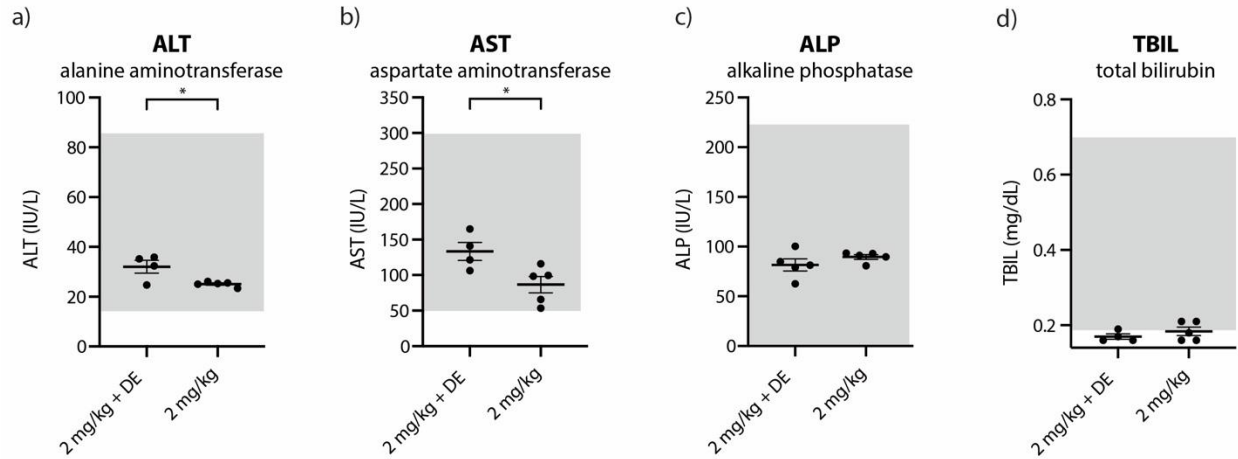 a)
ALT
alanine aminotransferase
*
ALT (IU/L)
100
80
60
40
20
0
2 mg/kg + DE
2 mg/kg
b)
AST
aspartate aminotransferase
*
AST (IU/L)
350
300
250
200
150
100
50
0
2 mg/kg + DE
2 mg/kg
c)
ALP
alkaline phosphatase
ALP (IU/L)
250
200
150
100
50
0
2 mg/kg + DE
2 mg/kg
d)
TBIL
total bilirubin
TBIL (mg/dL)
0.8
0.6
0.4
0.2
2 mg/kg + DE
2 mg/kg